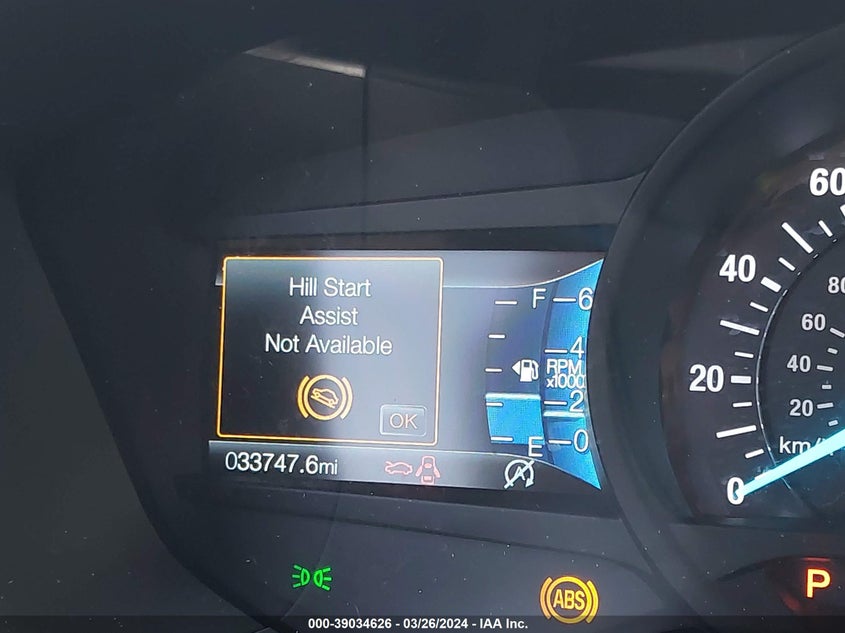 Hill Start
Assist
Not Available
OK
F
6
4
RPM
x1000
2
E
0
033747.6mi
60
40
20
0
80
60
40
20
km/
ABS
P
000-39034626 - 03/26/2024 - IAA Inc.